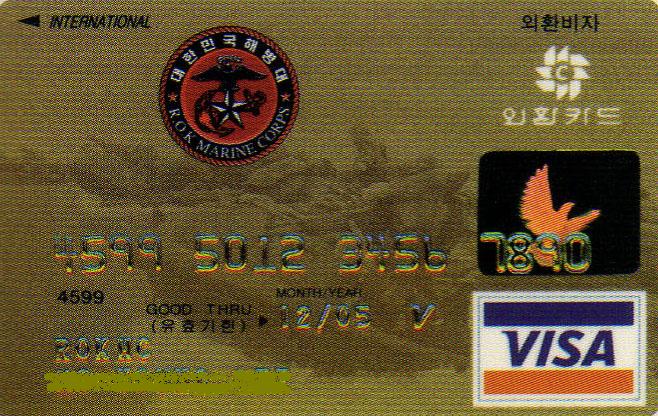 INTERNATIONAL
외환비자
대한민국해병대
R.O.K MARINE CORPS
C
외환카드
4599 5012 3456 7890
4599
MONTH/YEAR
GOOD THRU
(유효기한) 12/05 V
ROKMC
VISA